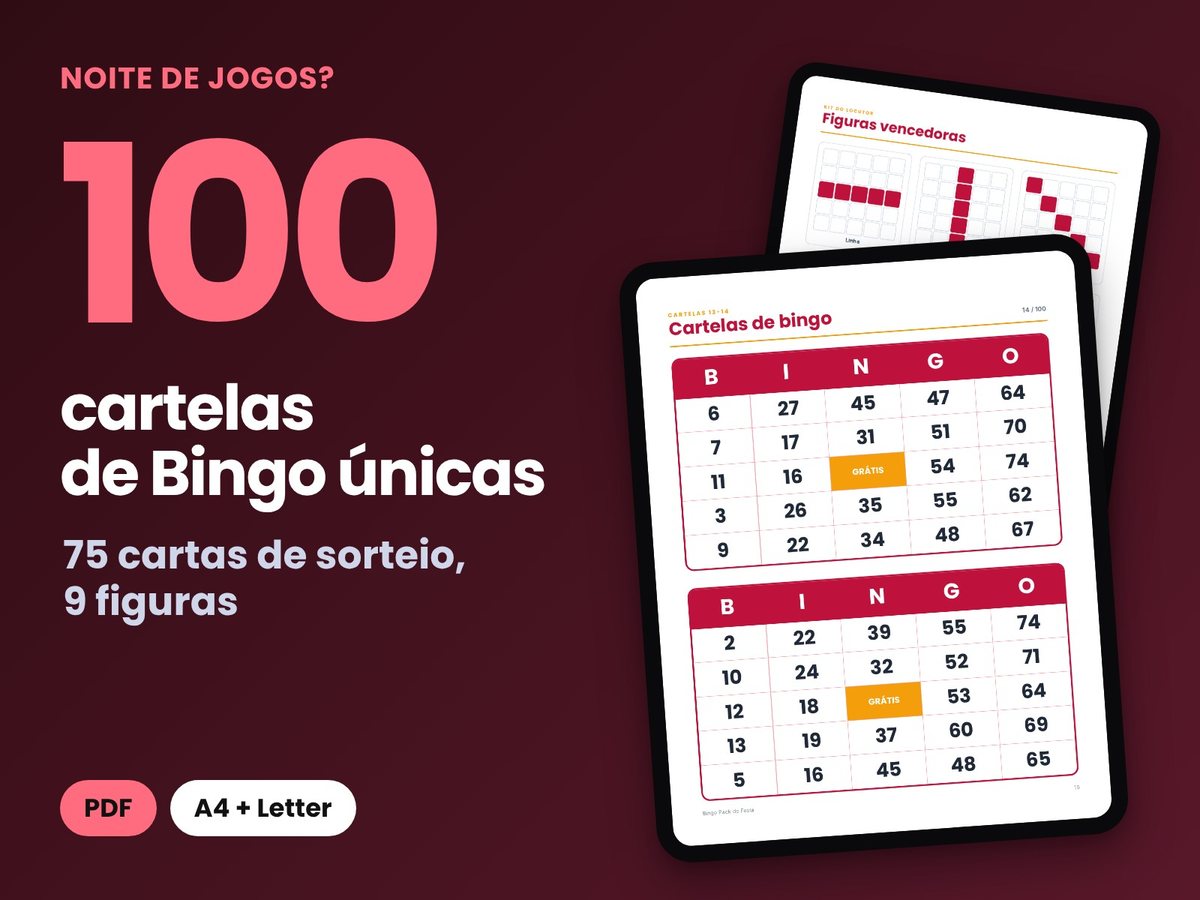 NOITE DE JOGOS?
100
cartelas
de Bingo únicas
75 cartas de sorteio,
9 figuras
PDF
A4 + Letter
KIT DO LOCUTOR
Figuras vencedoras
Linha
CARTELAS 13–14
Cartelas de bingo
14 / 100
B I N G O
6 27 45 47 64
7 17 31 51 70
11 16 GRÁTIS 54 74
3 26 35 55 62
9 22 34 48 67
B I N G O
2 22 39 55 74
10 24 32 52 71
12 18 GRÁTIS 53 64
13 19 37 60 69
5 16 45 48 65
Bingo Pack do Festa